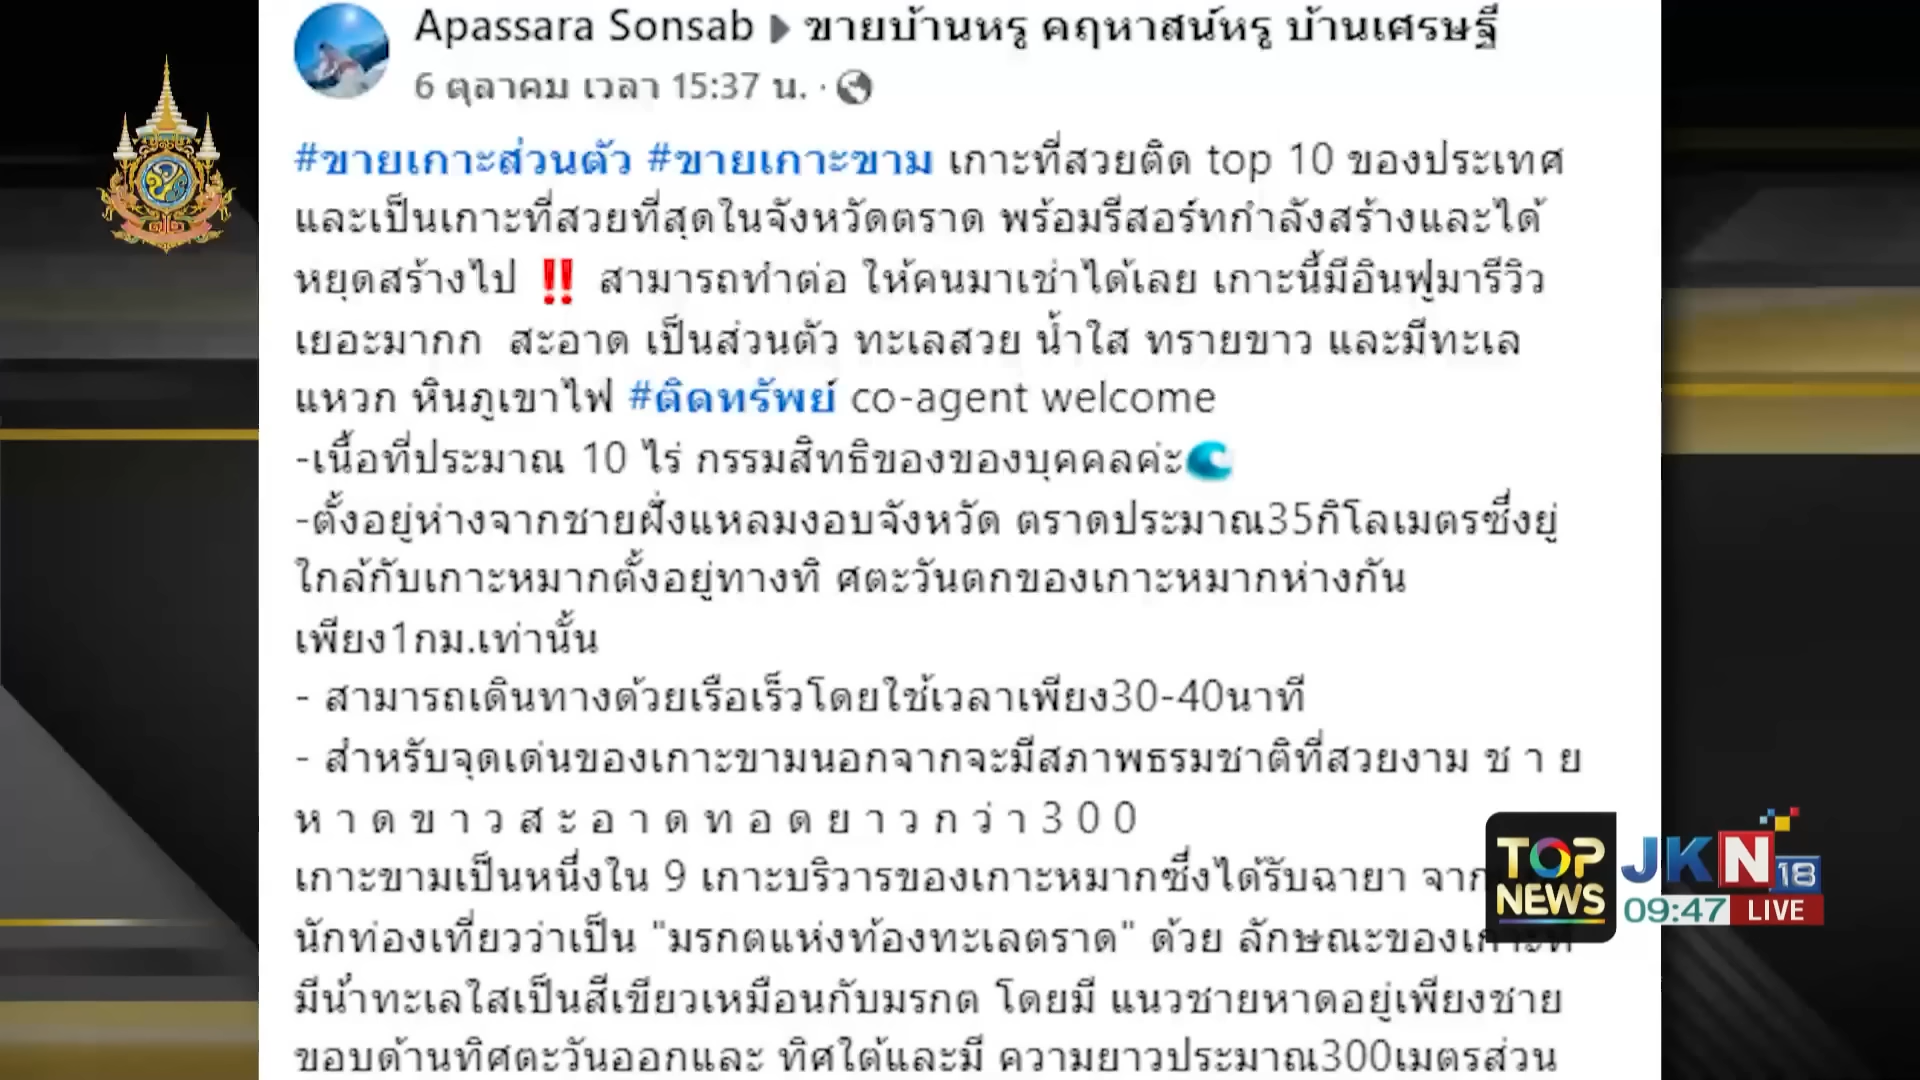 Apassara Sonsab ▶ ขายบ้านหรู คฤหาสน์หรู บ้านเศรษฐี
6 ตุลาคม เวลา 15:37 น. ·
#ขายเกาะส่วนตัว #ขายเกาะขาม เกาะที่สวยติด top 10 ของประเทศ
และเป็นเกาะที่สวยที่สุดในจังหวัดตราด พร้อมรีสอร์ทกำลังสร้างและได้
หยุดสร้างไป ‼️ สามารถทำต่อ ให้คนมาเช่าได้เลย เกาะนี้มีอินฟูมารีวิว
เยอะมากก สะอาด เป็นส่วนตัว ทะเลสวย น้ำใส ทรายขาว และมีทะเล
แหวก หินภูเขาไฟ #ติดทรัพย์ co-agent welcome
-เนื้อที่ประมาณ 10 ไร่ กรรมสิทธิของของบุคคลค่ะ🌊
-ตั้งอยู่ห่างจากชายฝั่งแหลมงอบจังหวัด ตราดประมาณ35กิโลเมตรซึ่งยู่
ใกล้กับเกาะหมากตั้งอยู่ทางทิ ศตะวันตกของเกาะหมากห่างกัน
เพียง1กม.เท่านั้น
- สามารถเดินทางด้วยเรือเร็วโดยใช้เวลาเพียง30-40นาที
- สำหรับจุดเด่นของเกาะขามนอกจากจะมีสภาพธรรมชาติที่สวยงาม ช า ย
ห า ด ข า ว ส ะ อ า ด ท อ ด ย า ว ก ว่ า 3 0 0
เกาะขามเป็นหนึ่งใน 9 เกาะบริวารของเกาะหมากซึ่งได้รับฉายา จาก
นักท่องเที่ยวว่าเป็น "มรกตแห่งท้องทะเลตราด" ด้วย ลักษณะของ
มีน้ำทะเลใสเป็นสีเขียวเหมือนกับมรกต โดยมี แนวชายหาดอยู่เพียงชาย
ขอบด้านทิศตะวันออกและ ทิศใต้และมี ความยาวประมาณ300เมตรส่วน
TOP NEWS
JKN 18
09:47 LIVE